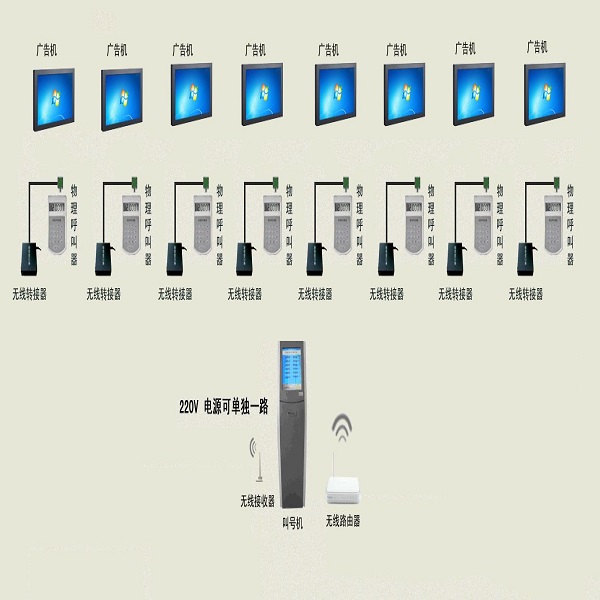 广告机 广告机 广告机 广告机 广告机 广告机 广告机 广告机
物理呼叫器 物理呼叫器 物理呼叫器 物理呼叫器 物理呼叫器 物理呼叫器 物理呼叫器 物理呼叫器
无线转接器 无线转接器 无线转接器 无线转接器 无线转接器 无线转接器 无线转接器 无线转接器
220V 电源可单独一路
无线接收器
叫号机
无线路由器